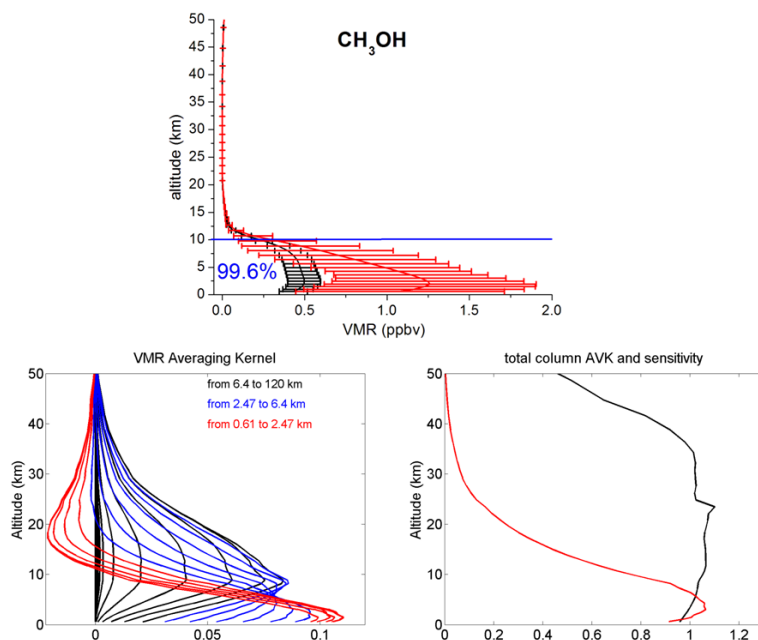 CH3OH
50
45
40
35
30
25
20
15
10
5
0
altitude (km)
99.6%
0.0 0.5 1.0 1.5 2.0
VMR (ppbv)
VMR Averaging Kernel
from 6.4 to 120 km
from 2.47 to 6.4 km
from 0.61 to 2.47 km
50
40
30
20
10
0
Altitude (km)
0 0.05 0.1
total column AVK and sensitivity
50
40
30
20
10
0
Altitude (km)
0 0.2 0.4 0.6 0.8 1 1.2